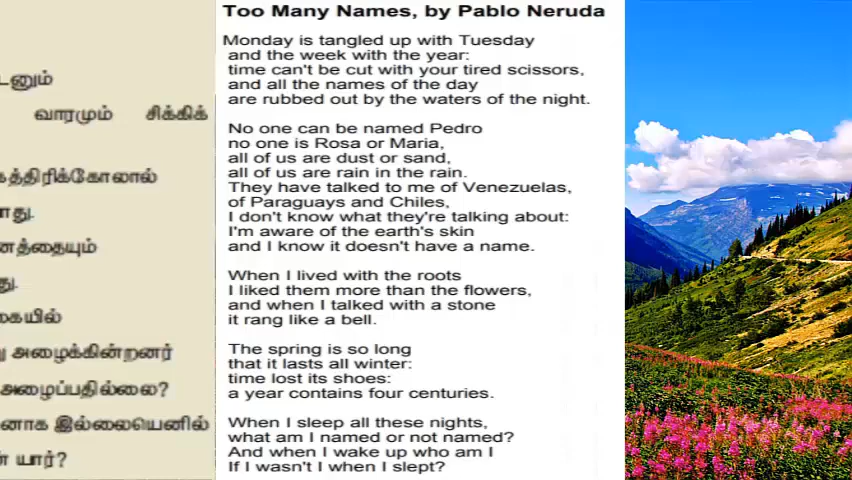 டனும்
வாரமும் சிக்கிக்
கத்திரிக்கோலால்
ாது.
னத்தையும்
து.
கையில்
து அழைக்கின்றனர்
அழைப்பதில்லை?
னாக இல்லையெனில்
ன் யார்?
Too Many Names, by Pablo Neruda
Monday is tangled up with Tuesday
and the week with the year:
time can't be cut with your tired scissors,
and all the names of the day
are rubbed out by the waters of the night.
No one can be named Pedro
no one is Rosa or Maria,
all of us are dust or sand,
all of us are rain in the rain.
They have talked to me of Venezuelas,
of Paraguays and Chiles,
I don't know what they're talking about:
I'm aware of the earth's skin
and I know it doesn't have a name.
When I lived with the roots
I liked them more than the flowers,
and when I talked with a stone
it rang like a bell.
The spring is so long
that it lasts all winter:
time lost its shoes:
a year contains four centuries.
When I sleep all these nights,
what am I named or not named?
And when I wake up who am I
If I wasn't I when I slept?